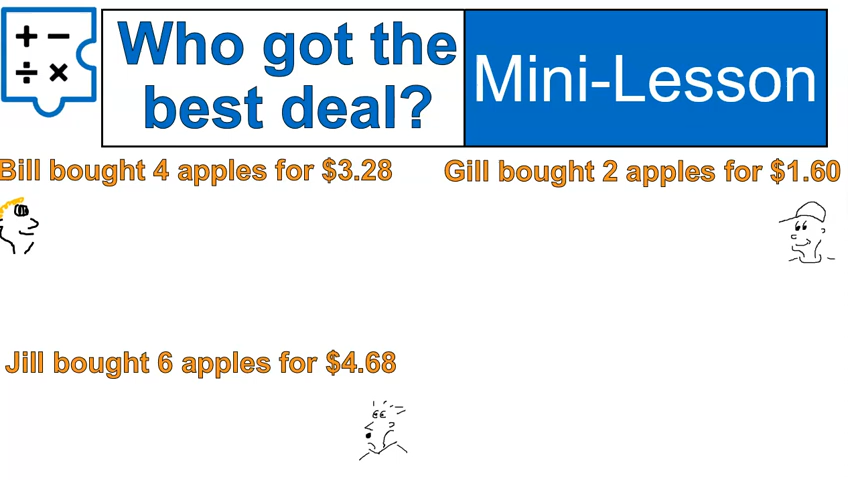 + −
÷ ×
Who got the
best deal?
Mini-Lesson
Bill bought 4 apples for $3.28
Gill bought 2 apples for $1.60
Jill bought 6 apples for $4.68